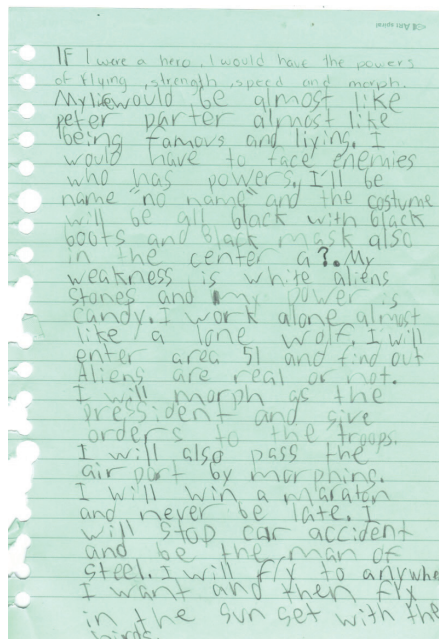 IF I were a hero, I would have the powers
of flying, strength, speed and morph.
My life would be almost like
peter parter almost like
being famous and liying. I
would have to face enemies
who has powers. I'll be
name "no name" and the costume
will be all black with black
boots and black mask also
in the center a ?. My
weakness is white aliens
stones and my power is
candy. I work alone almost
like a lone wolf. I will
enter area 51 and find out
Aliens are real or not.
I will morph as the
pressident and give
orders to the troops.
I will also pass the
air port by morphing.
I will win a maraton
and never be late. I
will stop car accident
and be the man of
steel. I will fly to anywhe
I want and then fly
in the sun set with the
birds.